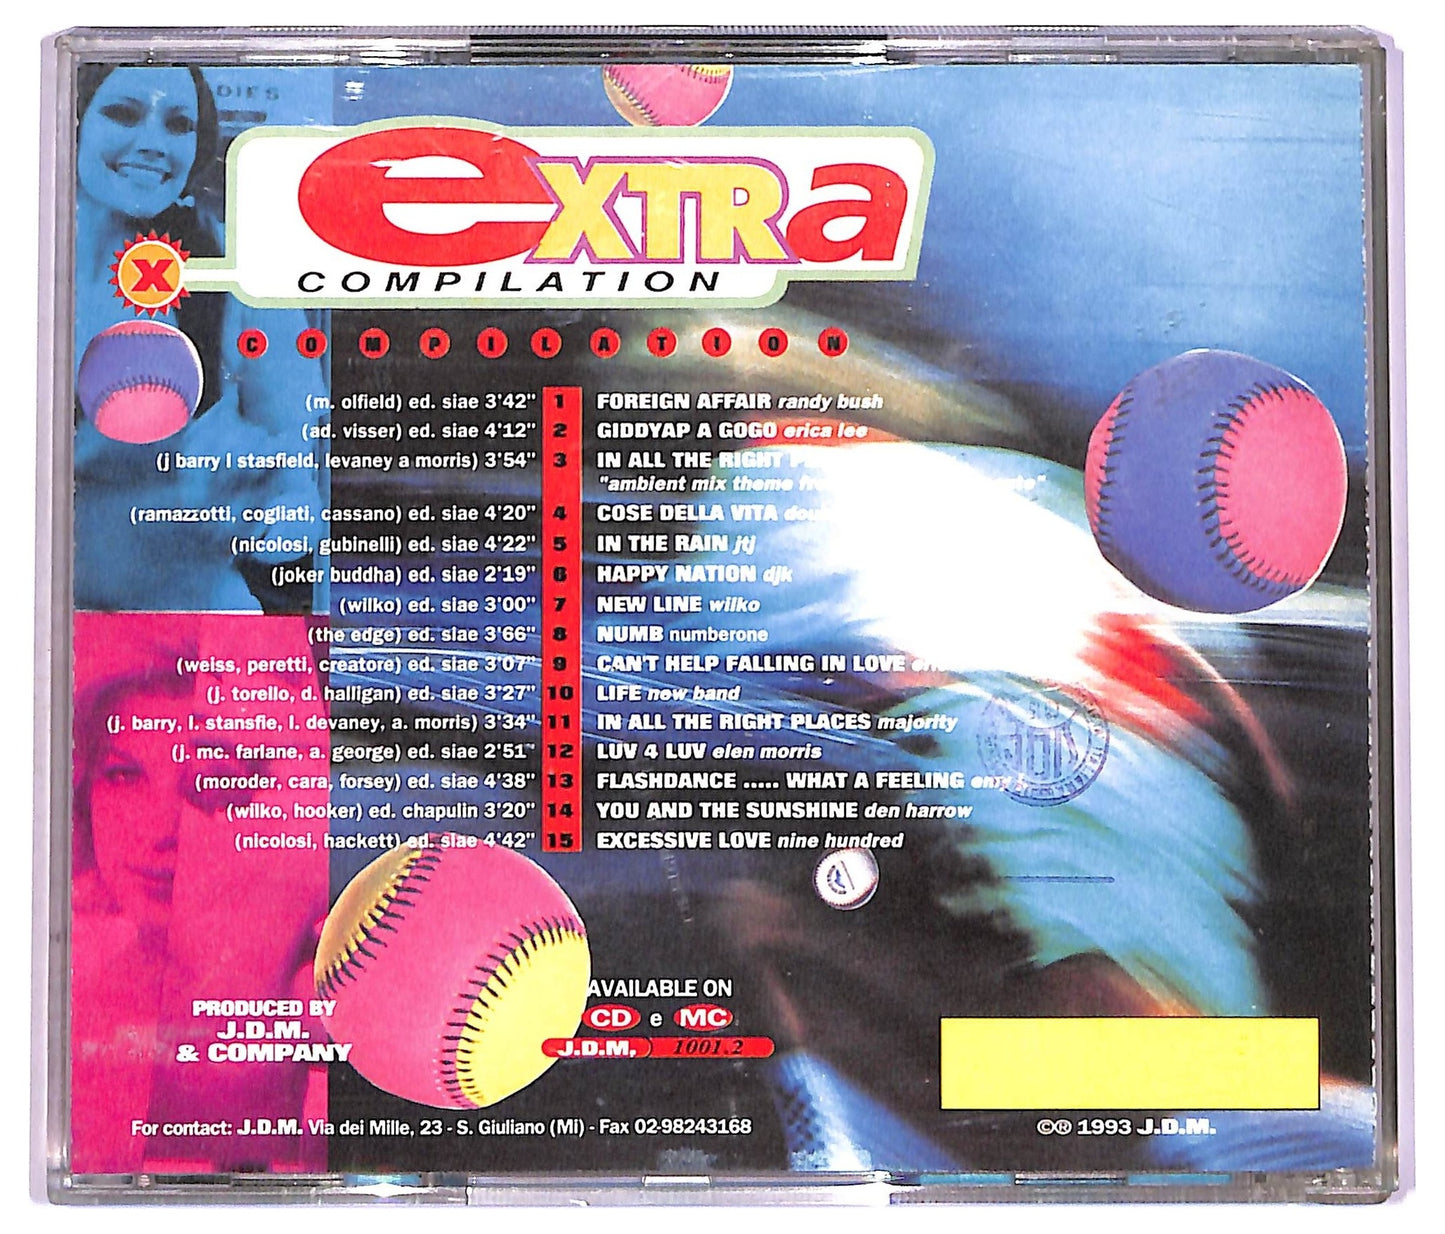 DIES
eXTRa
COMPILATION
X
COMPILATION
(m. olfield) ed. siae 3'42" 1 FOREIGN AFFAIR randy bush
(ad. visser) ed. siae 4'12" 2 GIDDYAP A GOGO erica lee
(j barry l stasfield, levaney a morris) 3'54" 3 IN ALL THE RIGHT
"ambient mix theme
(ramazzotti, cogliati, cassano) ed. siae 4'20" 4 COSE DELLA VITA
(nicolosi, gubinelli) ed. siae 4'22" 5 IN THE RAIN jtj
(joker buddha) ed. siae 2'19" 6 HAPPY NATION djk
(wilko) ed. siae 3'00" 7 NEW LINE wilko
(the edge) ed. siae 3'66" 8 NUMB numberone
(weiss, peretti, creatore) ed. siae 3'07" 9 CAN'T HELP FALLING IN LOVE
(j. torello, d. halligan) ed. siae 3'27" 10 LIFE new band
(j. barry, l. stansfie, l. devaney, a. morris) 3'34" 11 IN ALL THE RIGHT PLACES majority
(j. mc. farlane, a. george) ed. siae 2'51" 12 LUV 4 LUV elen morris
(moroder, cara, forsey) ed. siae 4'38" 13 FLASHDANCE ..... WHAT A FEELING
(wilko, hooker) ed. chapulin 3'20" 14 YOU AND THE SUNSHINE den harrow
(nicolosi, hackett) ed. siae 4'42" 15 EXCESSIVE LOVE nine hundred
PRODUCED BY
J.D.M.
& COMPANY
AVAILABLE ON
CD e MC
J.D.M. 1001.2
For contact: J.D.M. Via dei Mille, 23 - S. Giuliano (Mi) - Fax 02-98243168
©℗ 1993 J.D.M.